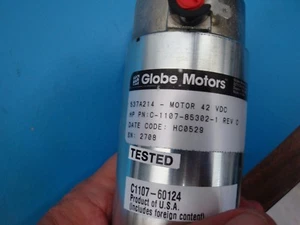 Globe Motors
537A214 - MOTOR 42 VDC
HP PN: C-1107-85302-1 REV C
DATE CODE: HC0529
SN: 2708
TESTED
C1107-60124
Product of U.S.A.
(includes foreign content)